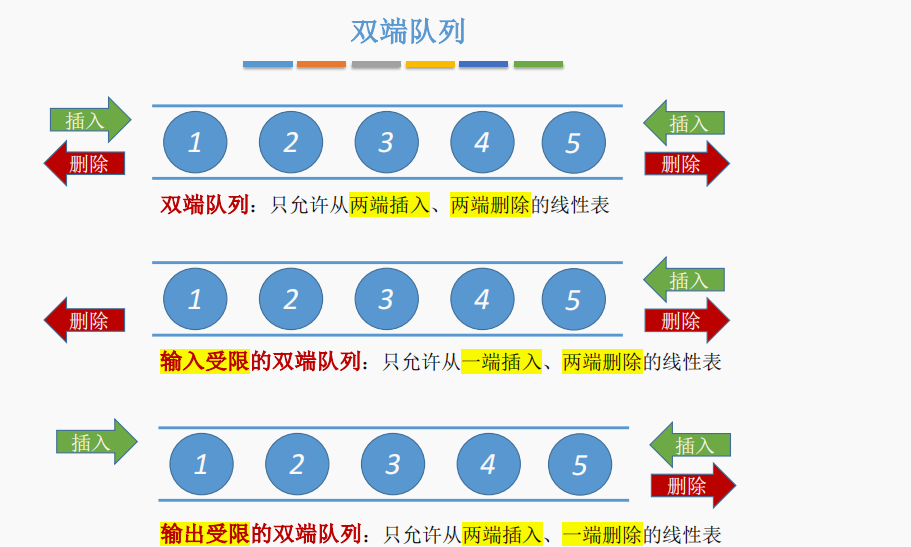 双端队列
插入 插入
1 2 3 4 5
删除 删除
双端队列：只允许从两端插入、两端删除的线性表
插入
1 2 3 4 5
删除 删除
输入受限的双端队列：只允许从一端插入、两端删除的线性表
插入 插入
1 2 3 4 5
删除
输出受限的双端队列：只允许从两端插入、一端删除的线性表